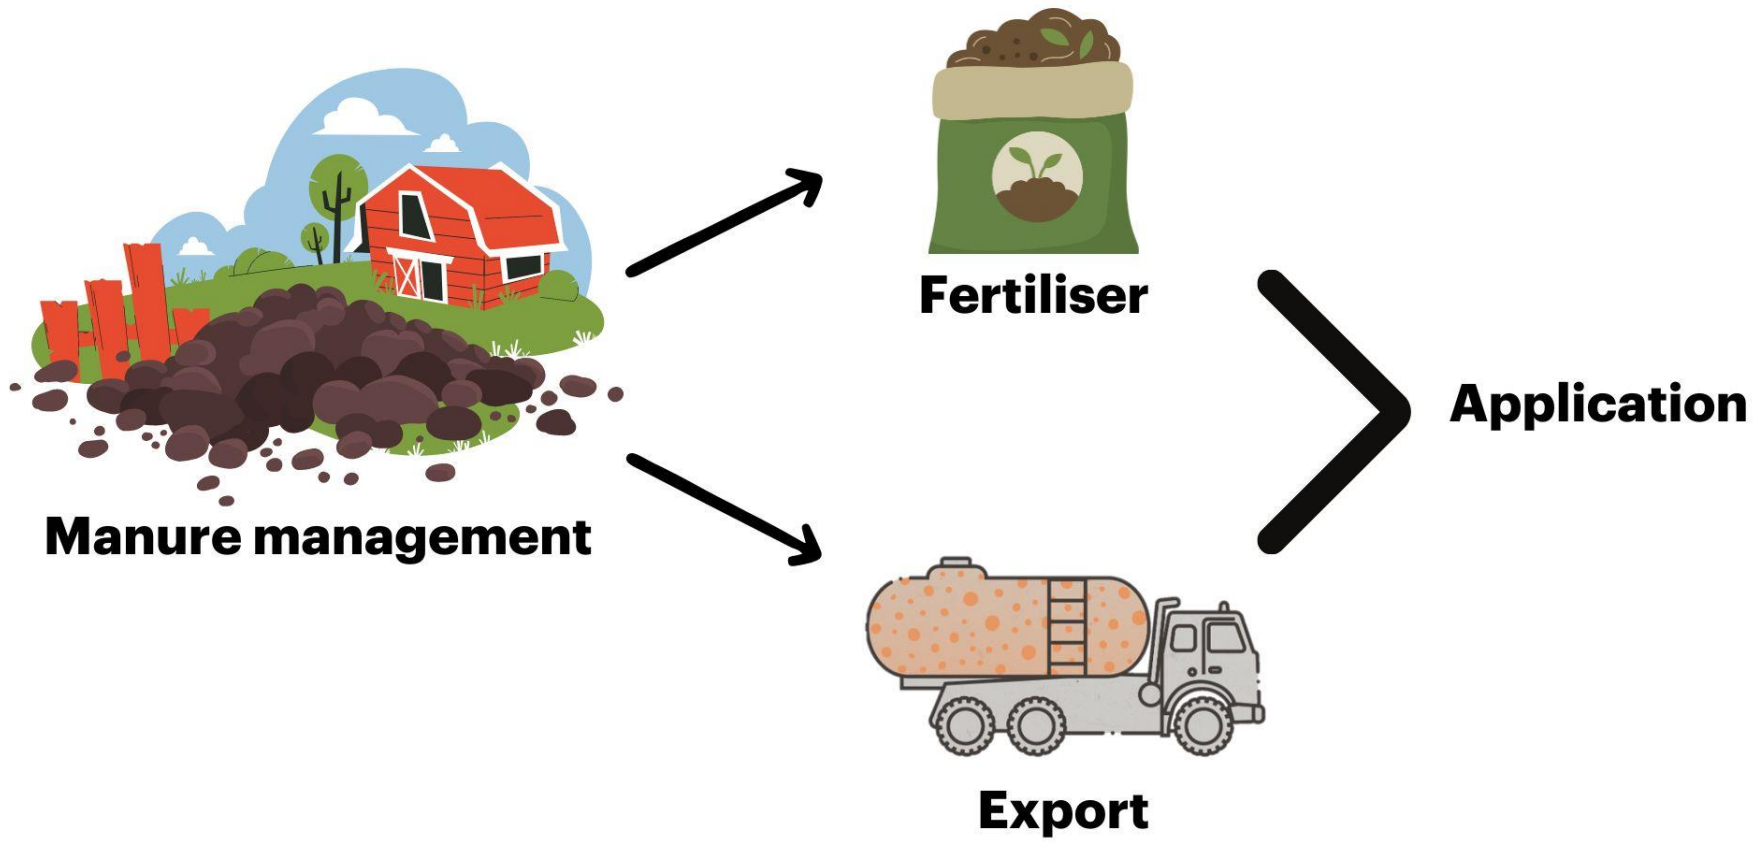 Manure management
Fertiliser
Export
Application